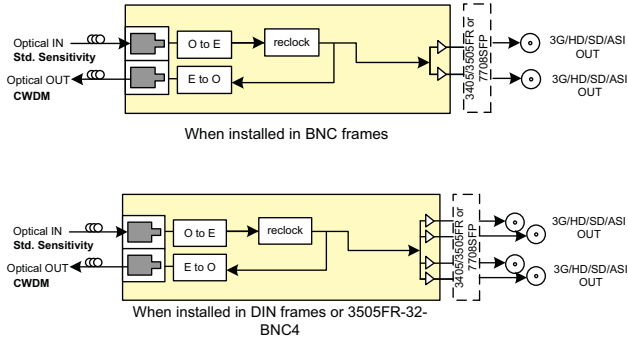 Optical IN
Std. Sensitivity
Optical OUT
CWDM
O to E
reclock
E to O
3405/3505FR or
7708SFP
3G/HD/SD/ASI
OUT
3G/HD/SD/ASI
OUT
When installed in BNC frames
Optical IN
Std. Sensitivity
Optical OUT
CWDM
O to E
reclock
E to O
3405/3505FR or
7708SFP
3G/HD/SD/ASI
OUT
3G/HD/SD/ASI
OUT
When installed in DIN frames or 3505FR-32-
BNC4